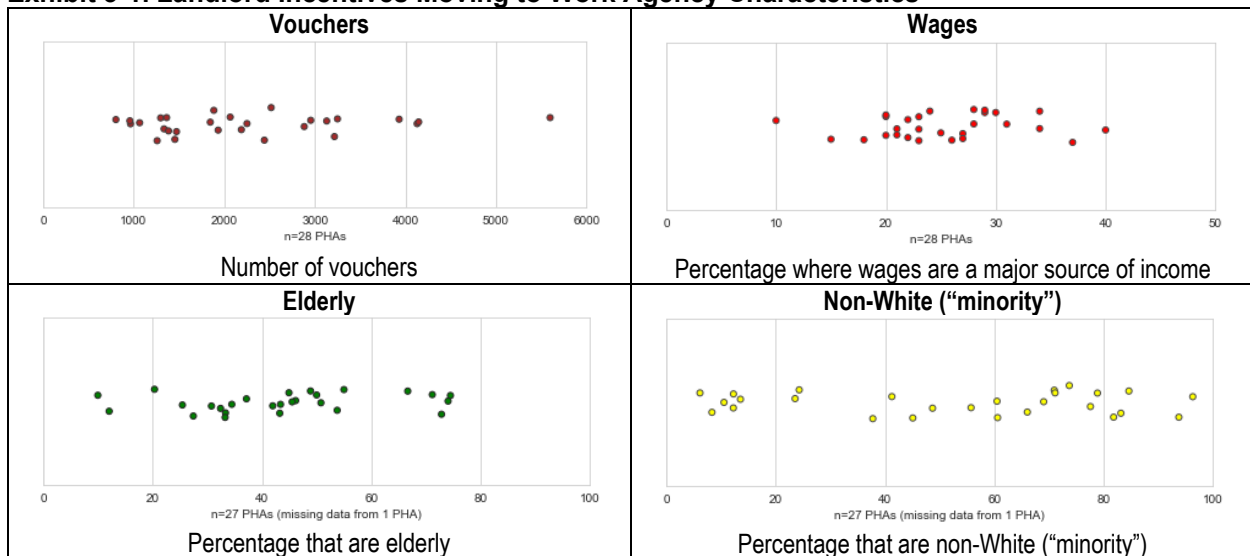 Exhibit 3-1. Landlord Incentives Moving to Work Agency Characteristics
Vouchers
0 1000 2000 3000 4000 5000 6000
n=28 PHAs
Number of vouchers
Wages
0 10 20 30 40 50
n=28 PHAs
Percentage where wages are a major source of income
Elderly
0 20 40 60 80 100
n=27 PHAs (missing data from 1 PHA)
Percentage that are elderly
Non-White (“minority”)
0 20 40 60 80 100
n=27 PHAs (missing data from 1 PHA)
Percentage that are non-White (“minority”)